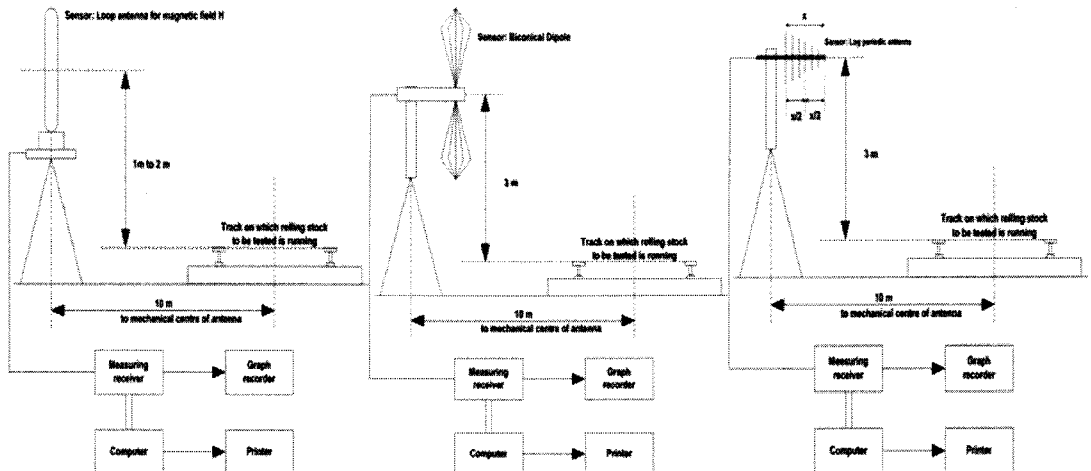 Sensor: Loop antenna for magnetic field H
1m to 2 m
Track on which rolling stock
to be tested is running
10 m
to mechanical centre of antenna
Measuring
receiver
Graph
recorder
Computer
Printer
Sensor: Biconical Dipole
3 m
Track on which rolling stock
to be tested is running
10 m
to mechanical centre of antenna
Measuring
receiver
Graph
recorder
Computer
Printer
x
Sensor: Log periodic antenna
x/2
x/2
3 m
Track on which rolling stock
to be tested is running
10 m
to mechanical centre of antenna
Measuring
receiver
Graph
recorder
Computer
Printer